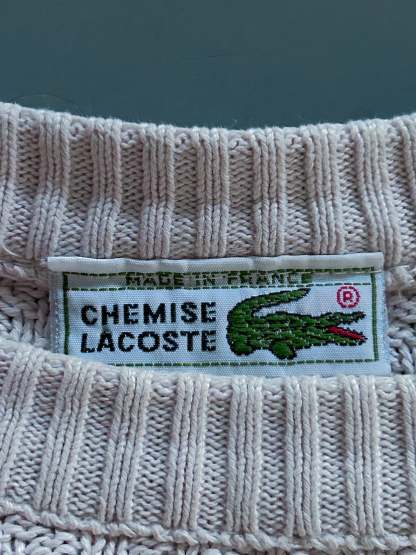 MADE IN FRANCE
CHEMISE
LACOSTE
®